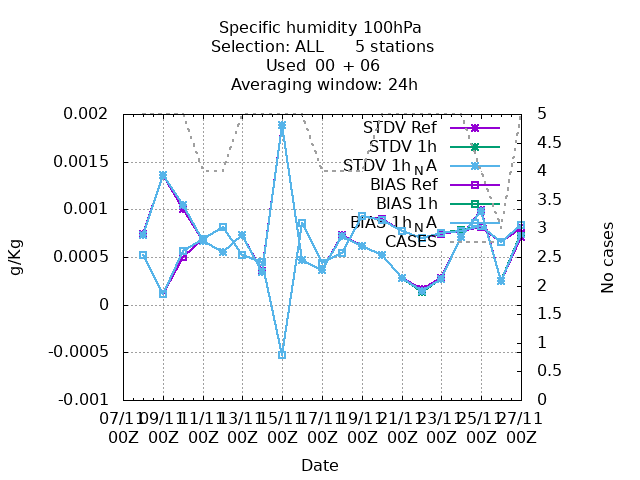 Specific humidity 100hPa
Selection: ALL 5 stations
Used 00 + 06
Averaging window: 24h
0.002
0.0015
0.001
0.0005
0
-0.0005
-0.001
g/Kg
5
4.5
4
3.5
3
2.5
2
1.5
1
0.5
0
No cases
STDV Ref
STDV 1h
STDV 1hNA
BIAS Ref
BIAS 1h
BIAS 1hNA
CASES
07/11 09/11 11/11 13/11 15/11 17/11 19/11 21/11 23/11 25/11 27/11
00Z 00Z 00Z 00Z 00Z 00Z 00Z 00Z 00Z 00Z 00Z
Date